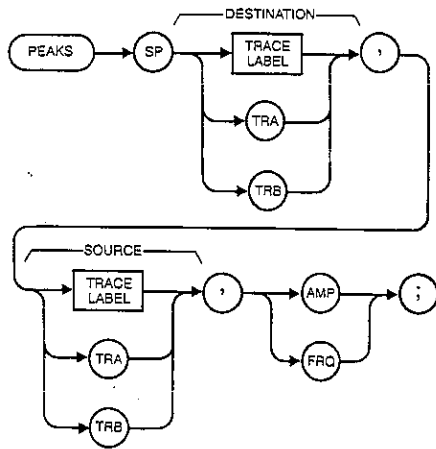 DESTINATION
PEAKS
SP
TRACE
LABEL
,
TRA
TRB
SOURCE
TRACE
LABEL
,
AMP
;
TRA
FRQ
TRB